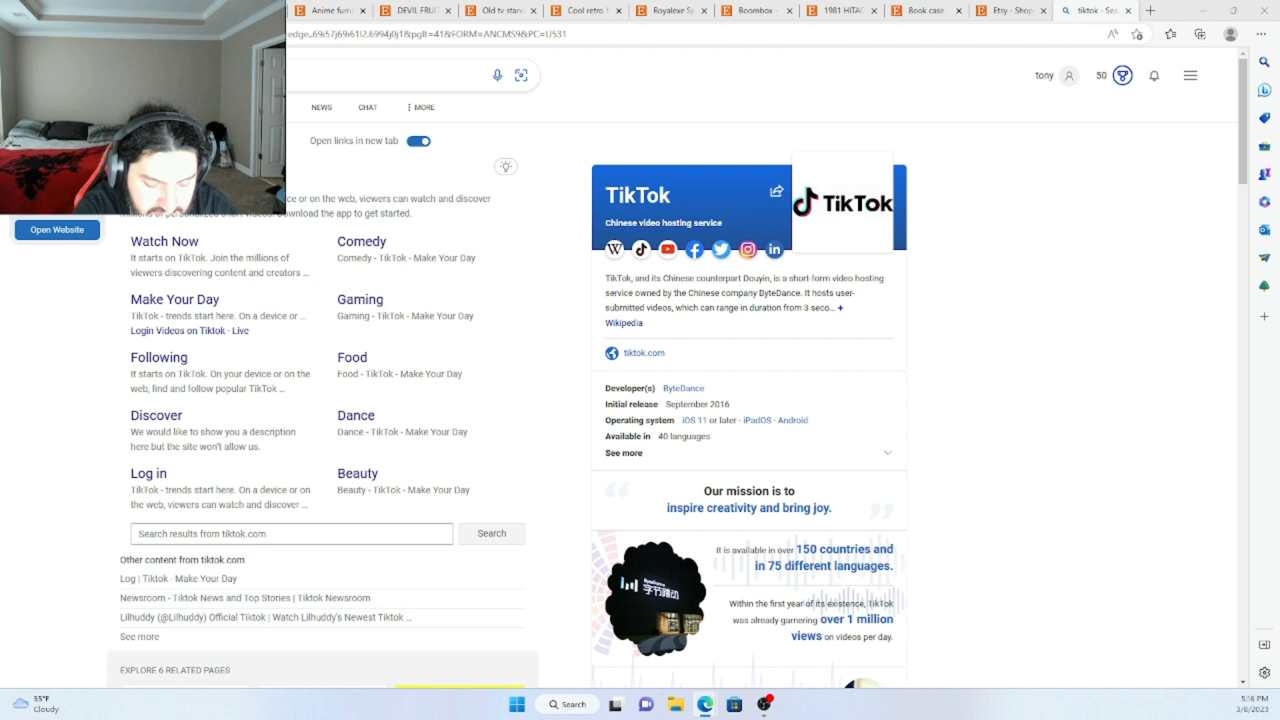 Anime fum
DEVIL FRUI
Old tv stanc
Cool retro S
Royalexe Sp
Boombox -
1981 HITAC
Book case -
Etsy - Shop
tiktok - Sea
edge..69i57j69i61l2.6994j0j1&pglt=41&FORM=ANCMS9&PC=U531
tony
50
NEWS
CHAT
MORE
Open links in new tab
ce or on the web, viewers can watch and discover
millions of personalized short videos. Download the app to get started.
Open Website
Watch Now
It starts on TikTok. Join the millions of
viewers discovering content and creators ...
Comedy
Comedy - TikTok - Make Your Day
Make Your Day
TikTok - trends start here. On a device or ...
Login Videos on Tiktok · Live
Gaming
Gaming - TikTok - Make Your Day
Following
It starts on TikTok. On your device or on the
web, find and follow popular TikTok ...
Food
Food - TikTok - Make Your Day
Discover
We would like to show you a description
here but the site won't allow us.
Dance
Dance - TikTok - Make Your Day
Log in
TikTok - trends start here. On a device or on
the web, viewers can watch and discover ...
Beauty
Beauty - TikTok - Make Your Day
Search results from tiktok.com
Search
Other content from tiktok.com
Log | Tiktok - Make Your Day
Newsroom - Tiktok News and Top Stories | Tiktok Newsroom
Lilhuddy (@Lilhuddy) Official Tiktok | Watch Lilhuddy's Newest Tiktok ...
See more
EXPLORE 6 RELATED PAGES
TikTok
Chinese video hosting service
TikTok
TikTok, and its Chinese counterpart Douyin, is a short-form video hosting
service owned by the Chinese company ByteDance. It hosts user-
submitted videos, which can range in duration from 3 seco... +
Wikipedia
tiktok.com
Developer(s) ByteDance
Initial release September 2016
Operating system iOS 11 or later · iPadOS · Android
Available in 40 languages
See more
Our mission is to
inspire creativity and bring joy.
It is available in over 150 countries and
in 75 different languages.
ByteDance
字节跳动
Within the first year of its existence, TikTok
was already garnering over 1 million
views on videos per day.
55°F
Cloudy
Search
5:16 PM
3/8/2023